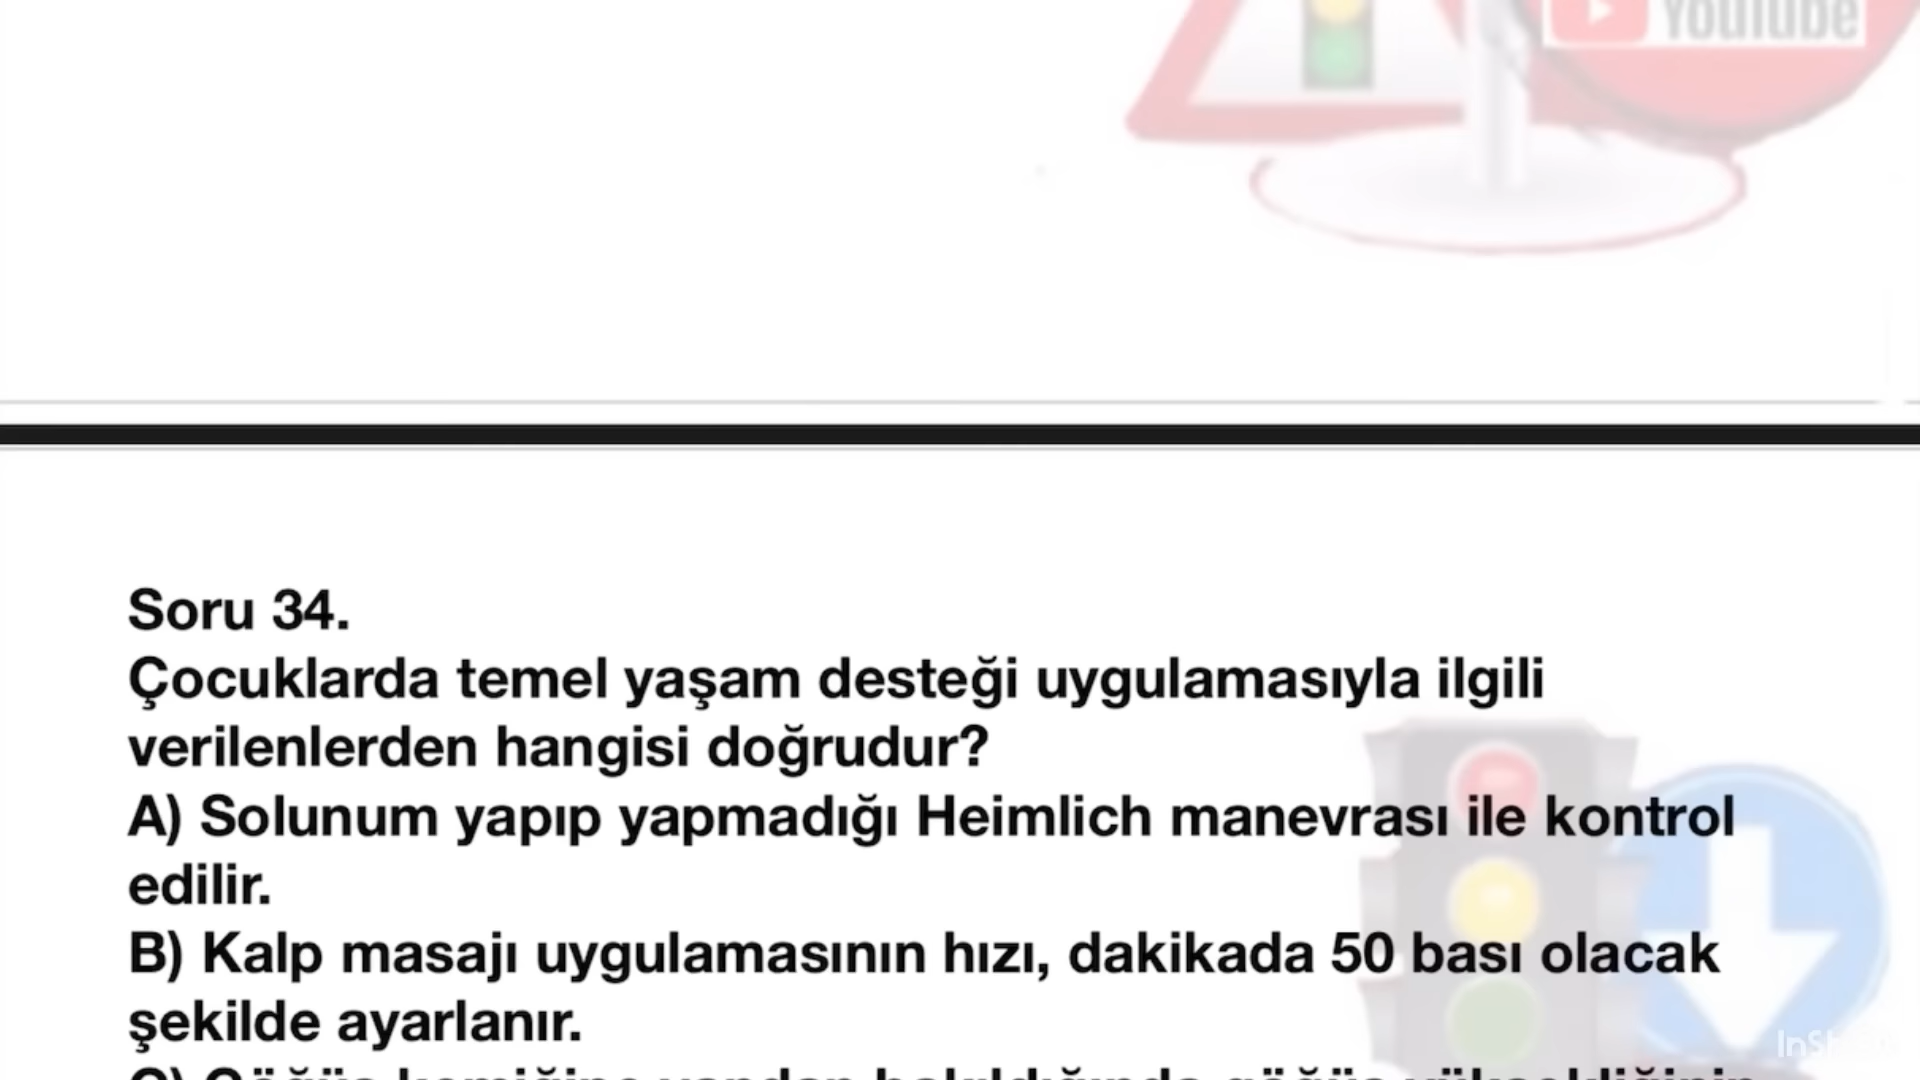 YouTube
Soru 34.
Çocuklarda temel yaşam desteği uygulamasıyla ilgili
verilenlerden hangisi doğrudur?
A) Solunum yapıp yapmadığı Heimlich manevrası ile kontrol
edilir.
B) Kalp masajı uygulamasının hızı, dakikada 50 bası olacak
şekilde ayarlanır.